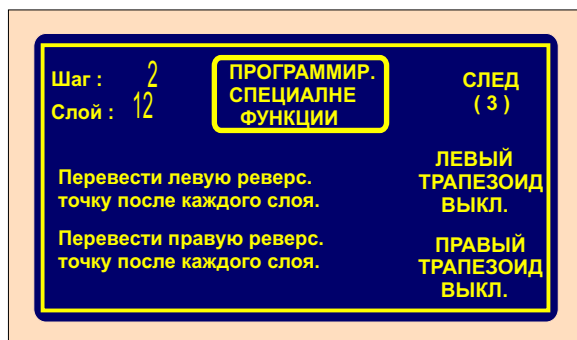 Шаг : 2
Слой : 12
ПРОГРАММИР.
СПЕЦИАЛНЕ
ФУНКЦИИ
СЛЕД
( 3 )
Перевести левую реверс.
точку после каждого слоя.
ЛЕВЫЙ
ТРАПЕЗОИД
ВЫКЛ.
Перевести правую реверс.
точку после каждого слоя.
ПРАВЫЙ
ТРАПЕЗОИД
ВЫКЛ.